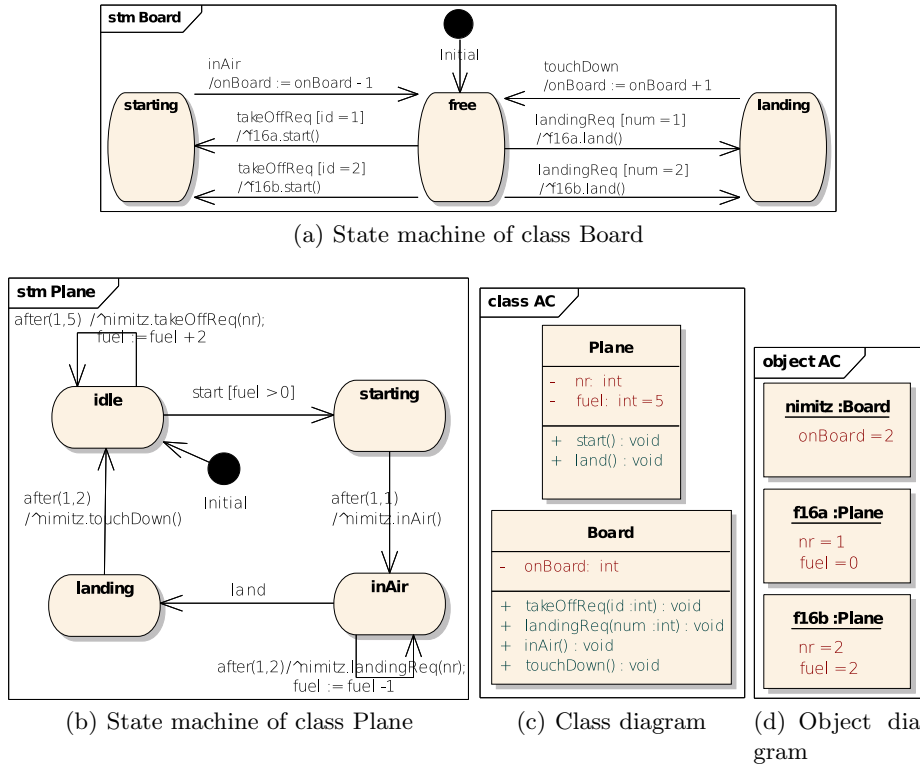 stm Board
Initial
inAir
/onBoard := onBoard - 1
touchDown
/onBoard := onBoard +1
starting
free
landing
takeOffReq [id =1]
/^f16a.start()
landingReq [num =1]
/^f16a.land()
takeOffReq [id =2]
/^f16b.start()
landingReq [num =2]
/^f16b.land()
(a) State machine of class Board
stm Plane
after(1,5) /^nimitz.takeOffReq(nr);
fuel := fuel +2
idle
start [fuel >0]
starting
Initial
after(1,2)
/^nimitz.touchDown()
after(1,1)
/^nimitz.inAir()
landing
land
inAir
after(1,2)/^nimitz.landingReq(nr);
fuel := fuel -1
(b) State machine of class Plane
class AC
Plane
- nr: int
- fuel: int =5
+ start() : void
+ land() : void
Board
- onBoard: int
+ takeOffReq(id :int) : void
+ landingReq(num :int) : void
+ inAir() : void
+ touchDown() : void
(c) Class diagram
object AC
nimitz :Board
onBoard =2
f16a :Plane
nr =1
fuel =0
f16b :Plane
nr =2
fuel =2
(d) Object dia
gram